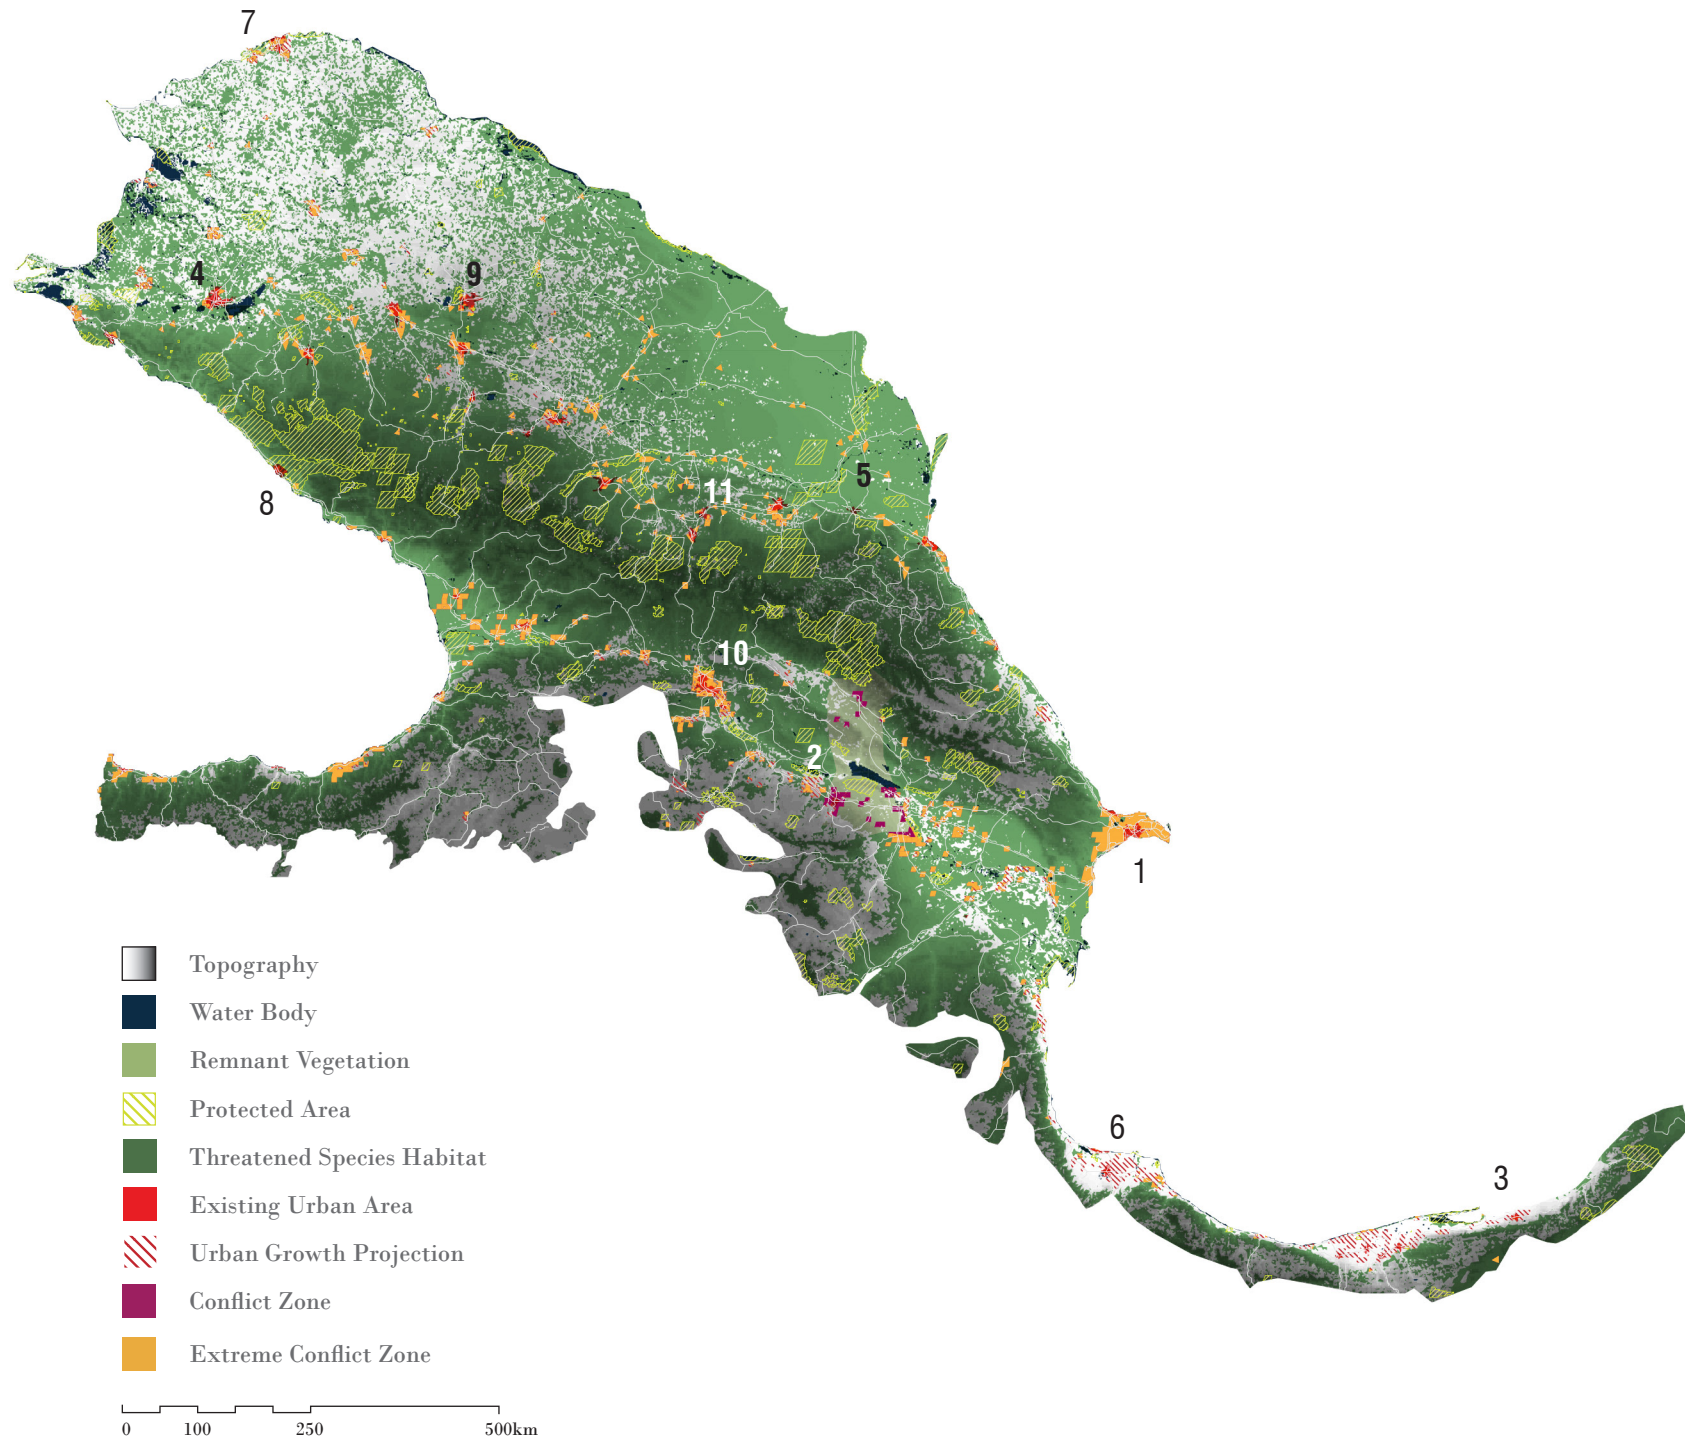 7
4
9
5
11
8
10
2
1
6
3
Topography
Water Body
Remnant Vegetation
Protected Area
Threatened Species Habitat
Existing Urban Area
Urban Growth Projection
Conflict Zone
Extreme Conflict Zone
0 100 250 500km